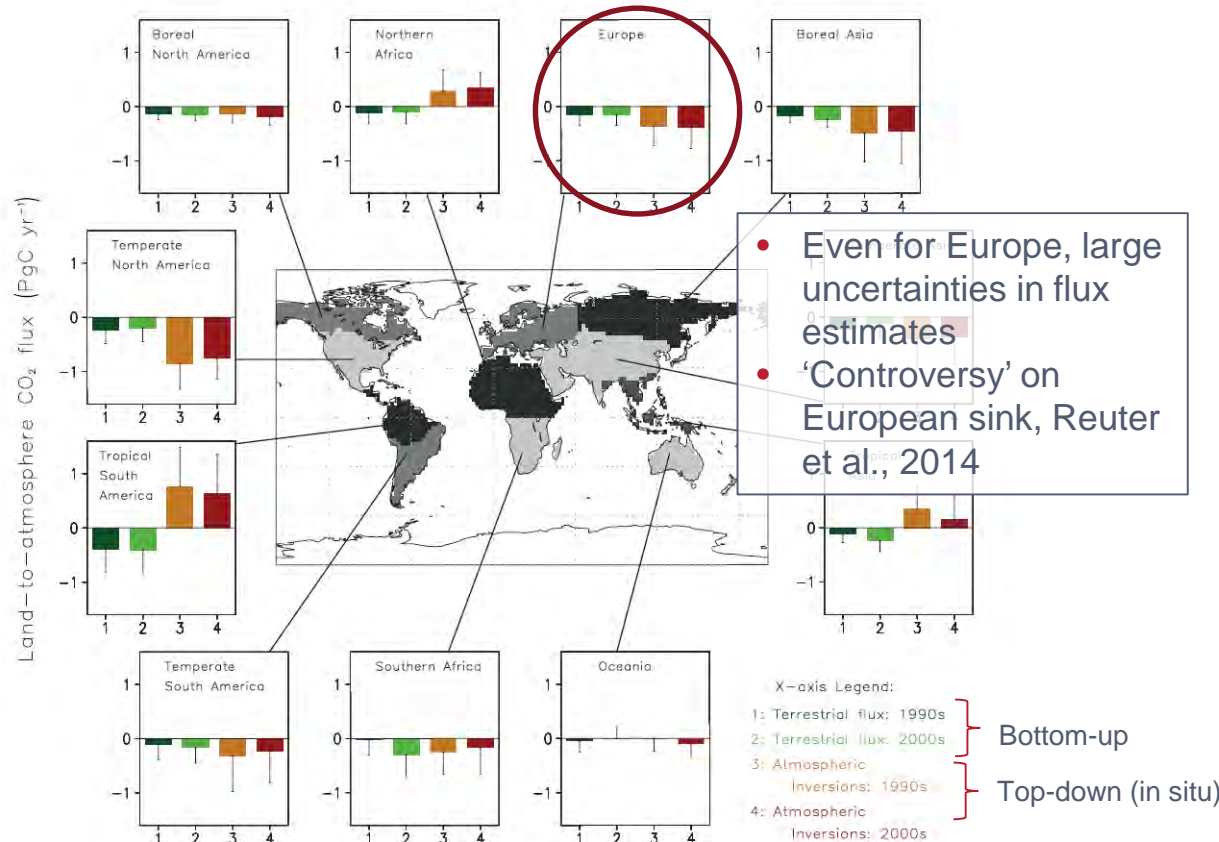 Boreal
North America
1
0
−1
1 2 3 4
Northern
Africa
1
0
−1
1 2 3 4
Europe
1
0
−1
1 2 3 4
Boreal Asia
1
0
−1
1 2 3 4
Land−to−atmosphere CO₂ flux (PgC yr⁻¹)
Temperate
North America
1
0
−1
1 2 3 4
• Even for Europe, large
uncertainties in flux
estimates
• ‘Controversy’ on
European sink, Reuter
et al., 2014
Tropical
South
America
1
0
−1
1 2 3 4
0
−1
1 2 3 4
Temperate
South America
1
0
−1
1 2 3 4
Southern Africa
1
0
−1
1 2 3 4
Oceania
1
0
−1
1 2 3 4
X−axis Legend:
1: Terrestrial flux: 1990s
2: Terrestrial flux: 2000s
Bottom-up
3: Atmospheric
Inversions: 1990s
Top-down (in situ)
4: Atmospheric
Inversions: 2000s